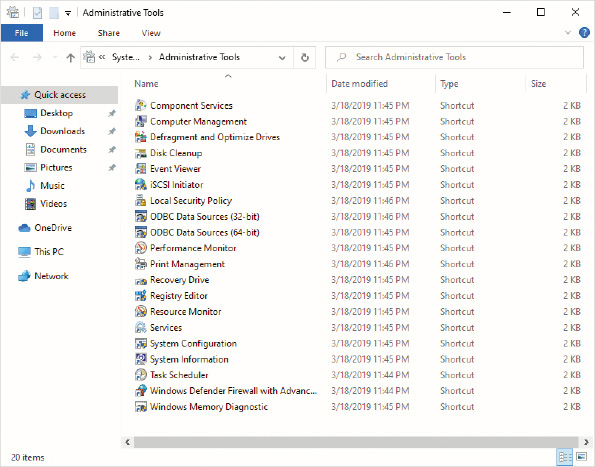 Administrative Tools
File Home Share View
« Syste... › Administrative Tools Search Administrative Tools
Name Date modified Type Size
Quick access
Desktop
Downloads
Documents
Pictures
Music
Videos
OneDrive
This PC
Network
Component Services 3/18/2019 11:45 PM Shortcut 2 KB
Computer Management 3/18/2019 11:45 PM Shortcut 2 KB
Defragment and Optimize Drives 3/18/2019 11:45 PM Shortcut 2 KB
Disk Cleanup 3/18/2019 11:45 PM Shortcut 2 KB
Event Viewer 3/18/2019 11:45 PM Shortcut 2 KB
iSCSI Initiator 3/18/2019 11:45 PM Shortcut 2 KB
Local Security Policy 3/18/2019 11:46 PM Shortcut 2 KB
ODBC Data Sources (32-bit) 3/18/2019 11:46 PM Shortcut 2 KB
ODBC Data Sources (64-bit) 3/18/2019 11:45 PM Shortcut 2 KB
Performance Monitor 3/18/2019 11:45 PM Shortcut 2 KB
Print Management 3/18/2019 11:46 PM Shortcut 2 KB
Recovery Drive 3/18/2019 11:45 PM Shortcut 2 KB
Registry Editor 3/18/2019 11:45 PM Shortcut 2 KB
Resource Monitor 3/18/2019 11:45 PM Shortcut 2 KB
Services 3/18/2019 11:45 PM Shortcut 2 KB
System Configuration 3/18/2019 11:45 PM Shortcut 2 KB
System Information 3/18/2019 11:45 PM Shortcut 2 KB
Task Scheduler 3/18/2019 11:44 PM Shortcut 2 KB
Windows Defender Firewall with Advanc... 3/18/2019 11:44 PM Shortcut 2 KB
Windows Memory Diagnostic 3/18/2019 11:45 PM Shortcut 2 KB
20 items